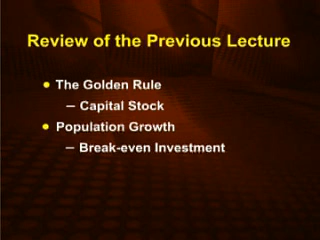 Review of the Previous Lecture
• The Golden Rule
– Capital Stock
• Population Growth
– Break-even Investment